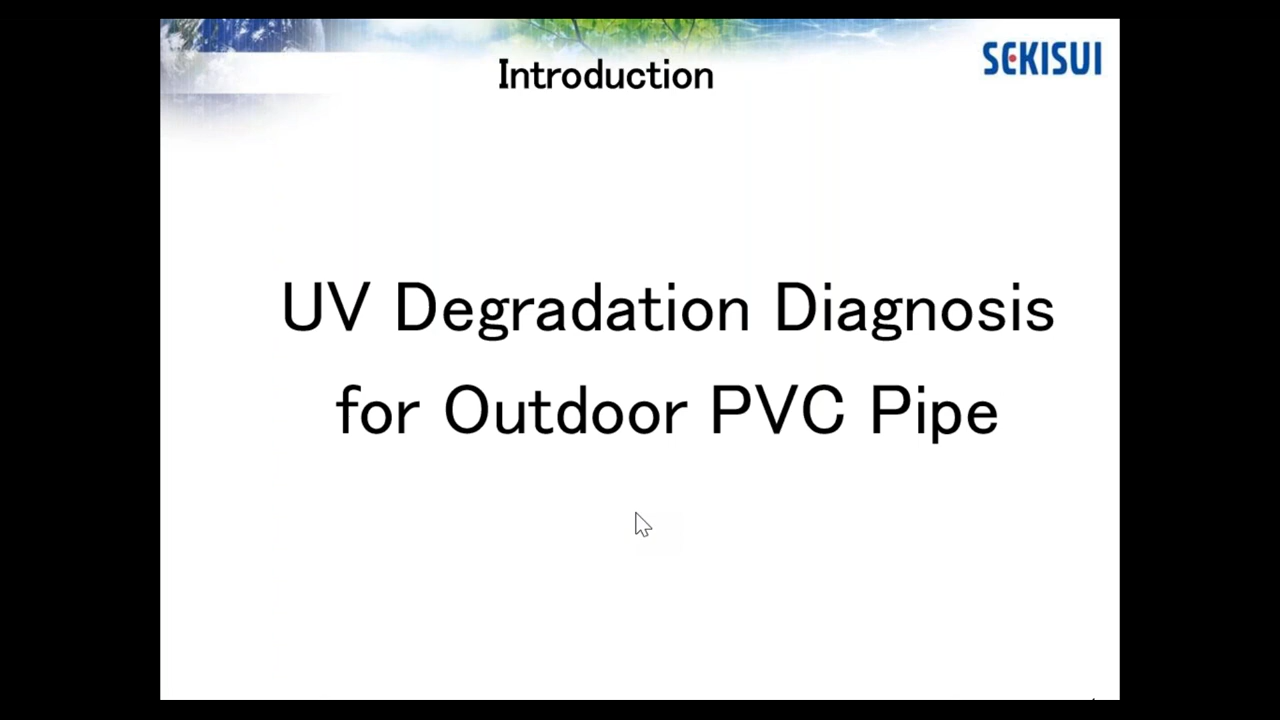 Introduction
SEKISUI
UV Degradation Diagnosis
for Outdoor PVC Pipe